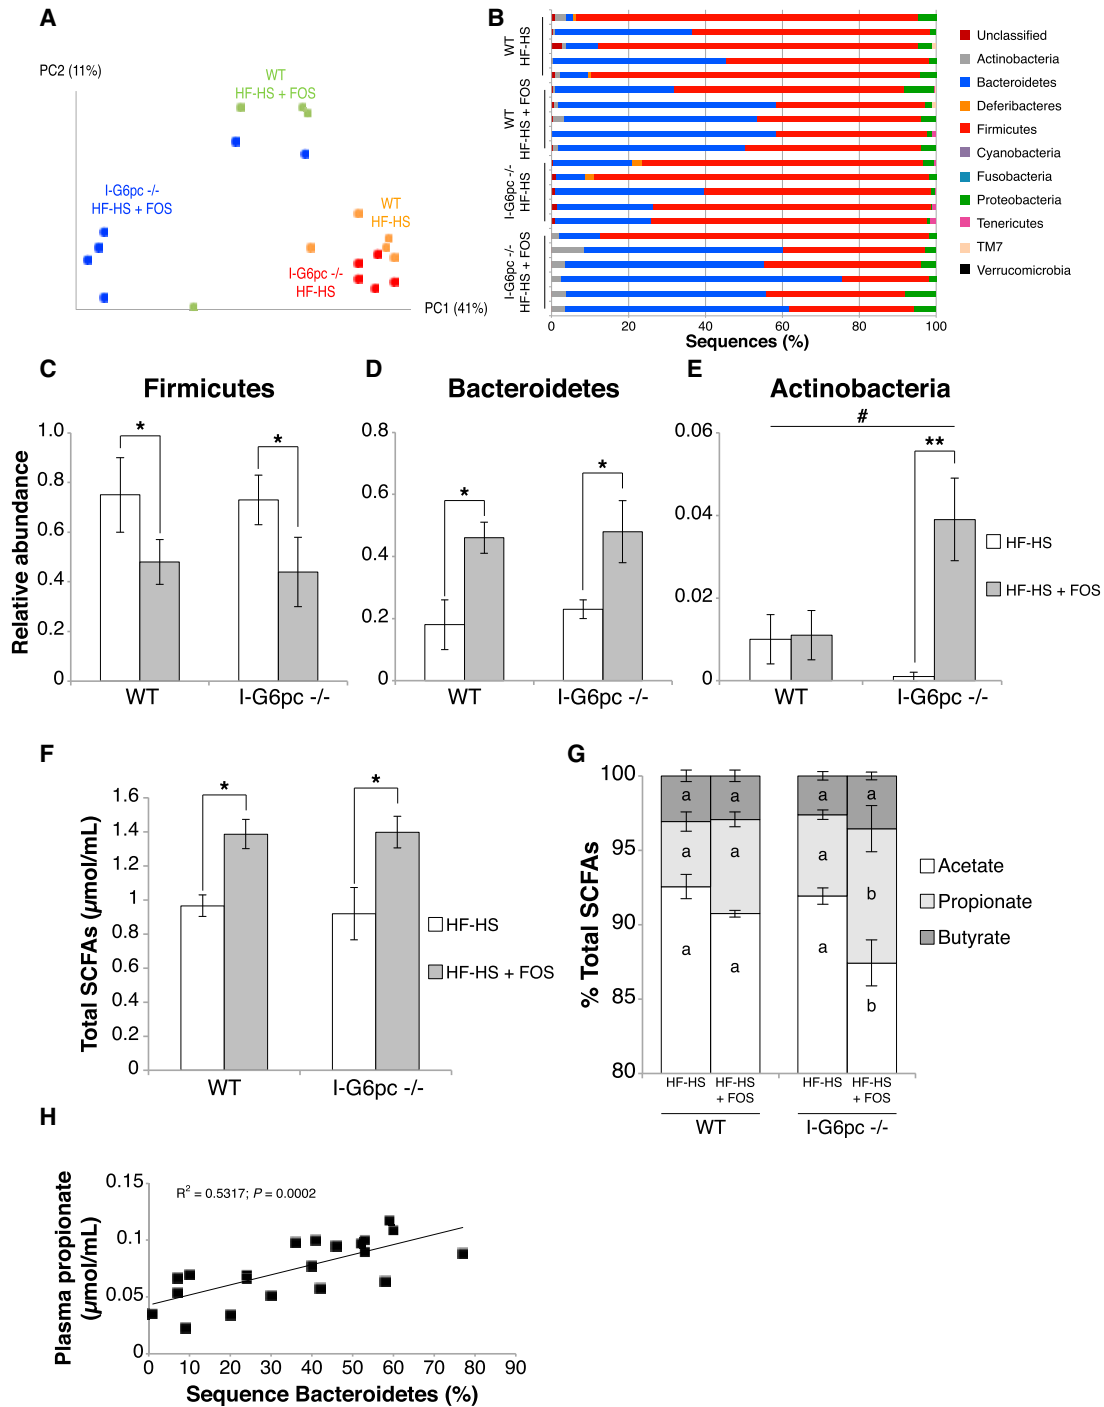 A
PC2 (11%)
WT
HF-HS + FOS
I-G6pc -/-
HF-HS + FOS
WT
HF-HS
I-G6pc -/-
HF-HS
PC1 (41%)
B
WT
HF-HS
WT
HF-HS + FOS
I-G6pc -/-
HF-HS
I-G6pc -/-
HF-HS + FOS
0 20 40 60 80 100
Sequences (%)
Unclassified
Actinobacteria
Bacteroidetes
Deferibacteres
Firmicutes
Cyanobacteria
Fusobacteria
Proteobacteria
Tenericutes
TM7
Verrucomicrobia
C
Firmicutes
Relative abundance
1.0
0.8
0.6
0.4
0.2
0
*
*
WT I-G6pc -/-
D
Bacteroidetes
0.8
0.6
0.4
0.2
0
*
*
WT I-G6pc -/-
E
Actinobacteria
#
**
0.06
0.04
0.02
0
WT I-G6pc -/-
HF-HS
HF-HS + FOS
F
Total SCFAs (µmol/mL)
1.6
1.4
1.2
1
0.8
0.6
0.4
0.2
0
*
*
WT I-G6pc -/-
HF-HS
HF-HS + FOS
G
% Total SCFAs
100
95
90
85
80
a a a a
a a a b
a a a b
HF-HS HF-HS HF-HS HF-HS
+ FOS + FOS
WT I-G6pc -/-
Acetate
Propionate
Butyrate
H
Plasma propionate
(µmol/mL)
0.15
0.1
0.05
0
R2 = 0.5317; P = 0.0002
0 10 20 30 40 50 60 70 80 90
Sequence Bacteroidetes (%)